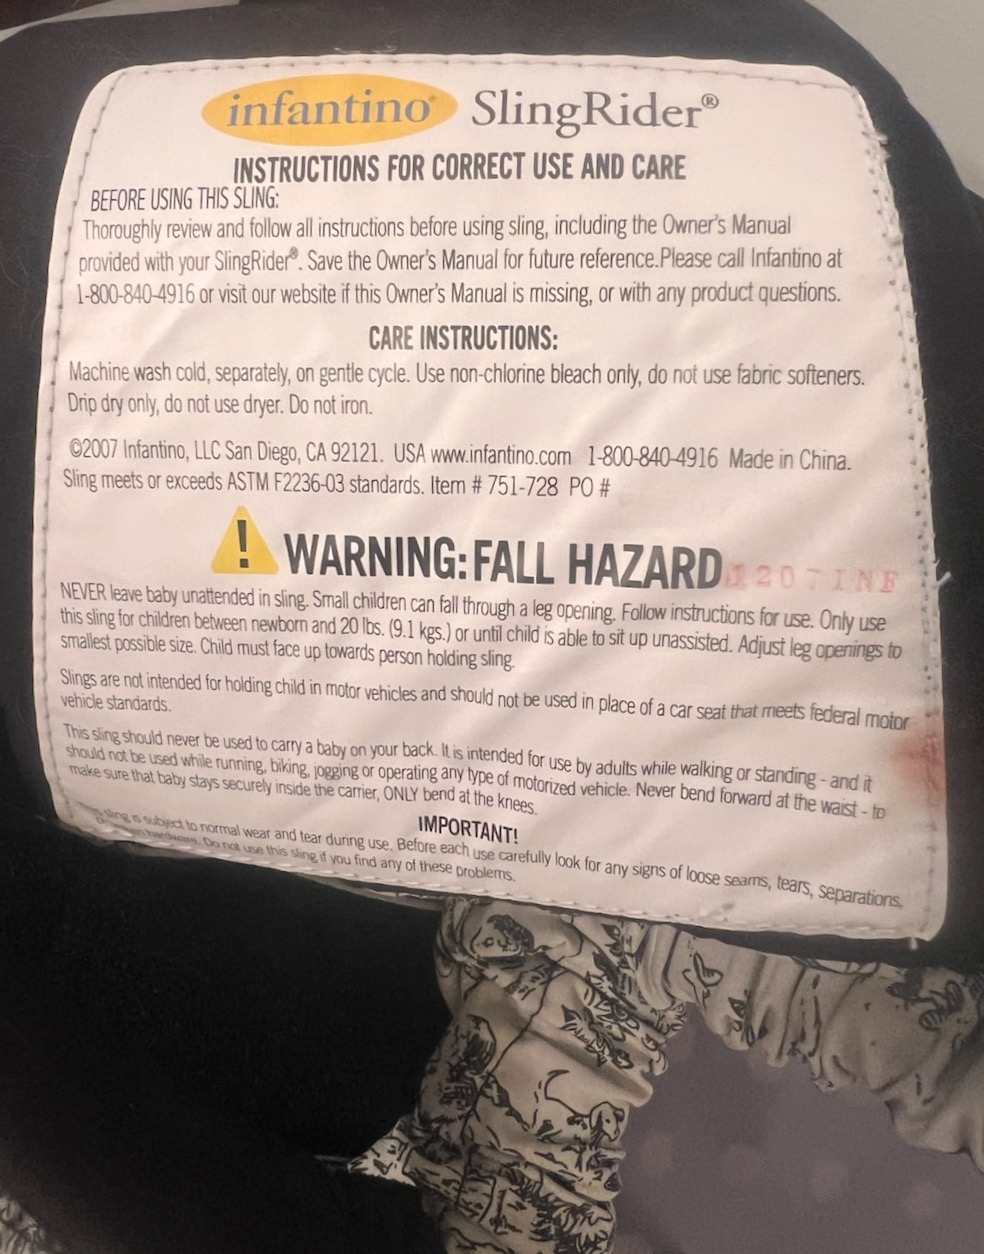 infantino SlingRider®
INSTRUCTIONS FOR CORRECT USE AND CARE
BEFORE USING THIS SLING:
Thoroughly review and follow all instructions before using sling, including the Owner's Manual
provided with your SlingRider®. Save the Owner's Manual for future reference.Please call Infantino at
1-800-840-4916 or visit our website if this Owner's Manual is missing, or with any product questions.
CARE INSTRUCTIONS:
Machine wash cold, separately, on gentle cycle. Use non-chlorine bleach only, do not use fabric softeners.
Drip dry only, do not use dryer. Do not iron.
©2007 Infantino, LLC San Diego, CA 92121. USA www.infantino.com 1-800-840-4916 Made in China.
Sling meets or exceeds ASTM F2236-03 standards. Item # 751-728 PO #
! WARNING: FALL HAZARD 1207INF
NEVER leave baby unattended in sling. Small children can fall through a leg opening. Follow instructions for use. Only use
this sling for children between newborn and 20 lbs. (9.1 kgs.) or until child is able to sit up unassisted. Adjust leg openings to
smallest possible size. Child must face up towards person holding sling.
Slings are not intended for holding child in motor vehicles and should not be used in place of a car seat that meets federal motor
vehicle standards.
This sling should never be used to carry a baby on your back. It is intended for use by adults while walking or standing - and it
should not be used while running, biking, jogging or operating any type of motorized vehicle. Never bend forward at the waist - to
make sure that baby stays securely inside the carrier, ONLY bend at the knees.
IMPORTANT!
sling is subject to normal wear and tear during use. Before each use carefully look for any signs of loose seams, tears, separations,
hardware. Do not use this sling if you find any of these problems.